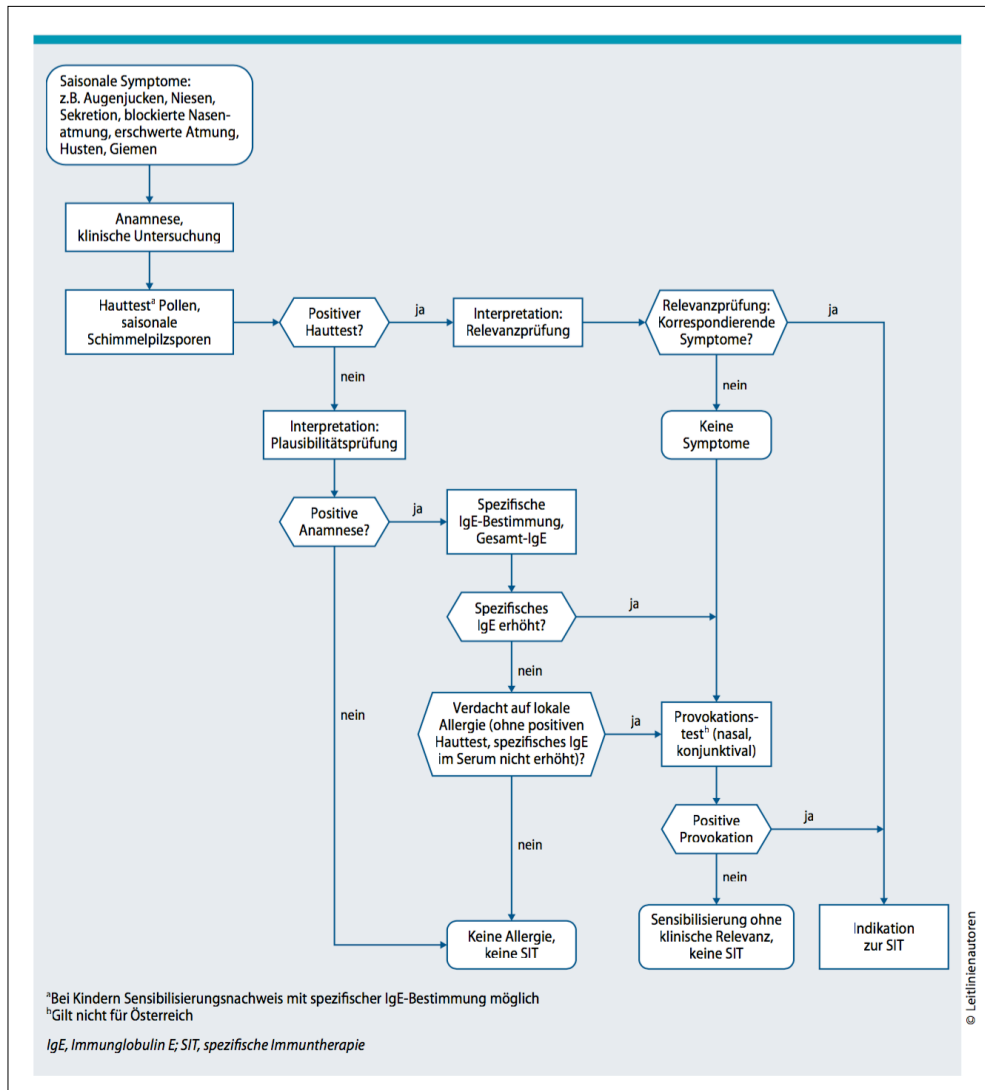 Saisonale Symptome:
z.B. Augenjucken, Niesen,
Sekretion, blockierte Nasen-
atmung, erschwerte Atmung,
Husten, Giemen
Anamnese,
klinische Untersuchung
Hauttestᵃ Pollen,
saisonale
Schimmelpilzsporen
Positiver
Hauttest?
ja
Interpretation:
Relevanzprüfung
Relevanzprüfung:
Korrespondierende
Symptome?
ja
nein
nein
Interpretation:
Plausibilitätsprüfung
Keine
Symptome
Positive
Anamnese?
ja
Spezifische
IgE-Bestimmung,
Gesamt-IgE
Spezifisches
IgE erhöht?
ja
nein
nein
Verdacht auf lokale
Allergie (ohne positiven
Hauttest, spezifisches IgE
im Serum nicht erhöht)?
ja
Provokations-
testʰ (nasal,
konjunktival)
Positive
Provokation
ja
nein
nein
Keine Allergie,
keine SIT
Sensibilisierung ohne
klinische Relevanz,
keine SIT
Indikation
zur SIT
ᵃBei Kindern Sensibilisierungsnachweis mit spezifischer IgE-Bestimmung möglich
ʰGilt nicht für Österreich
IgE, Immunglobulin E; SIT, spezifische Immuntherapie
© Leitlinienautoren